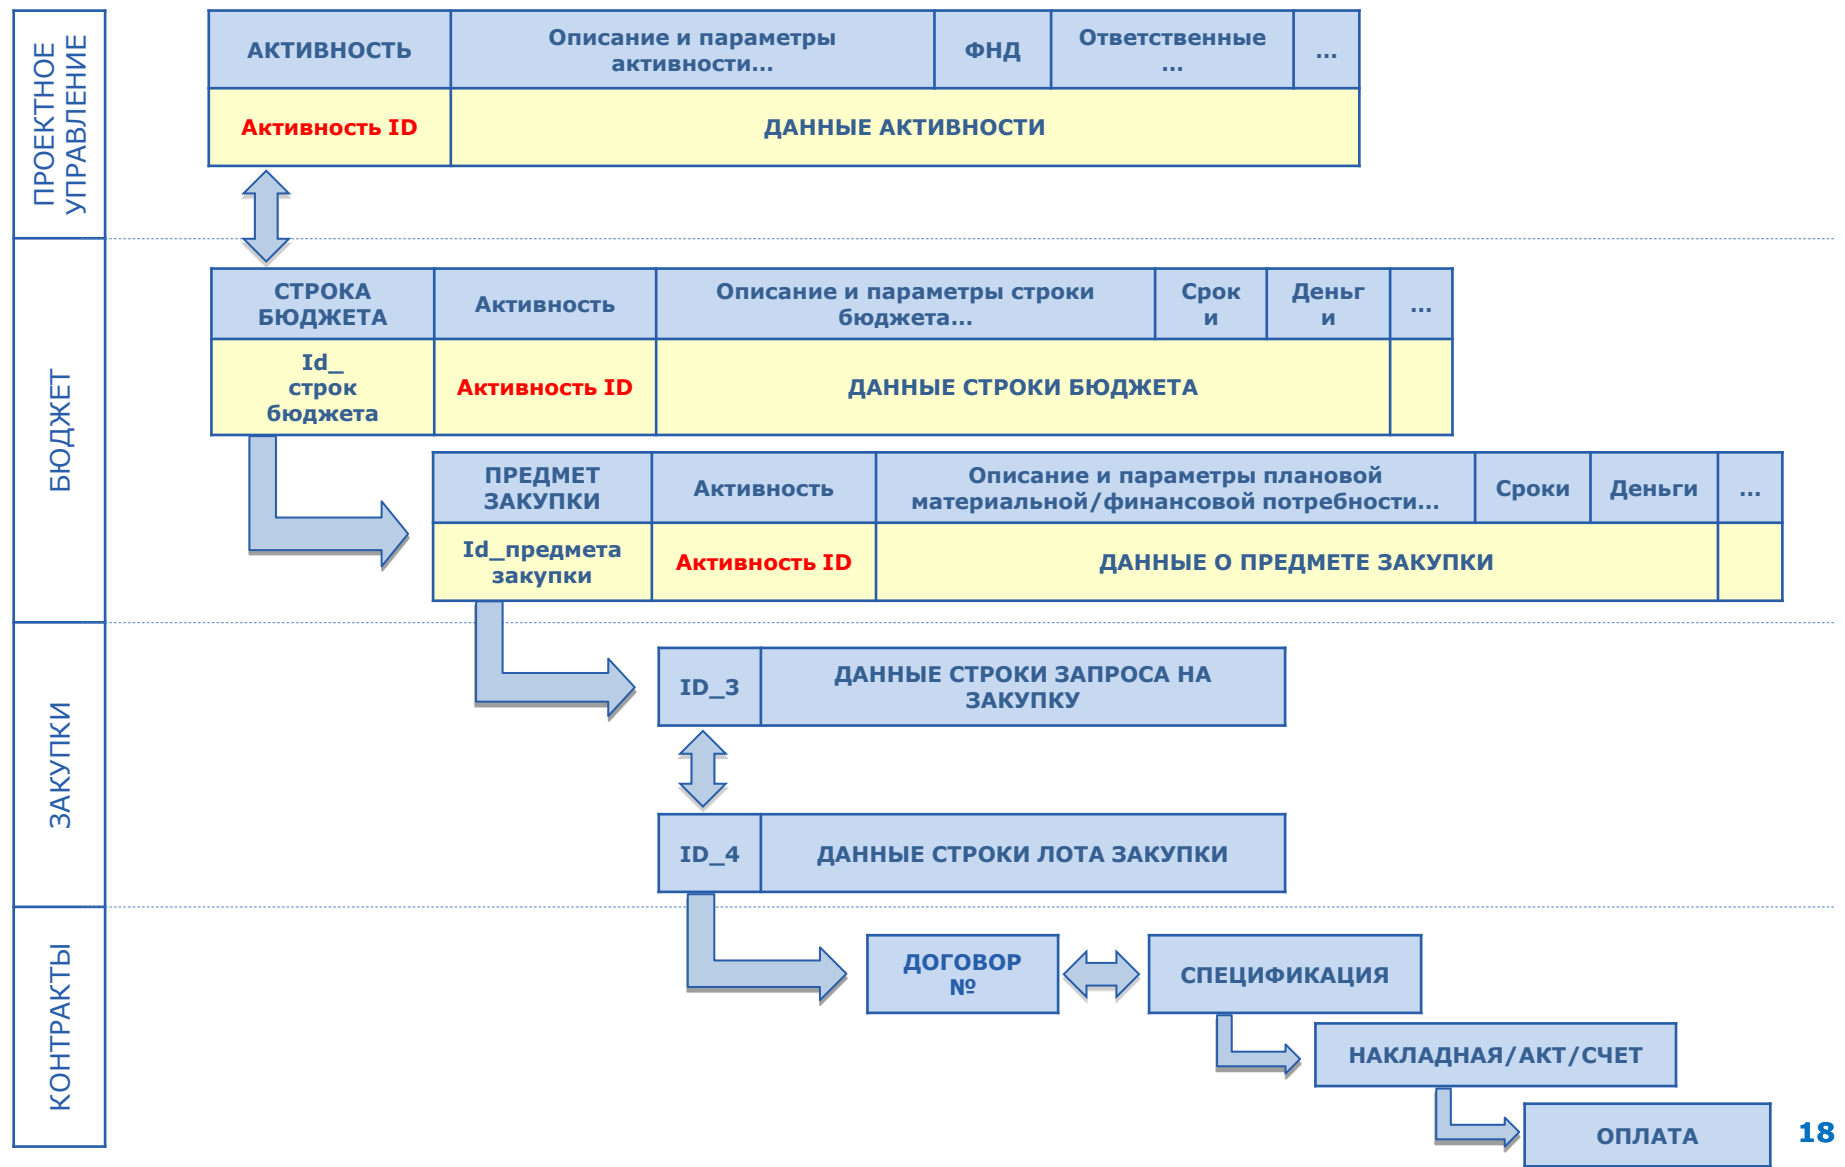 ПРОЕКТНОЕ
УПРАВЛЕНИЕ
АКТИВНОСТЬ
Описание и параметры
активности...
ФНД
Ответственные
...
...
Активность ID
ДАННЫЕ АКТИВНОСТИ
БЮДЖЕТ
СТРОКА
БЮДЖЕТА
Активность
Описание и параметры строки
бюджета...
Срок
и
Деньг
и
...
Id_
строк
бюджета
Активность ID
ДАННЫЕ СТРОКИ БЮДЖЕТА
ПРЕДМЕТ
ЗАКУПКИ
Активность
Описание и параметры плановой
материальной/финансовой потребности...
Сроки
Деньги
...
Id_предмета
закупки
Активность ID
ДАННЫЕ О ПРЕДМЕТЕ ЗАКУПКИ
ЗАКУПКИ
ID_3
ДАННЫЕ СТРОКИ ЗАПРОСА НА
ЗАКУПКУ
ID_4
ДАННЫЕ СТРОКИ ЛОТА ЗАКУПКИ
КОНТРАКТЫ
ДОГОВОР
№
СПЕЦИФИКАЦИЯ
НАКЛАДНАЯ/АКТ/СЧЕТ
ОПЛАТА
18